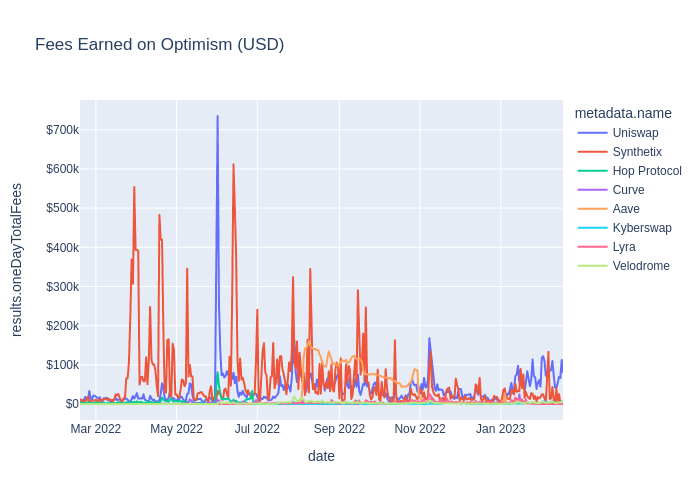 Fees Earned on Optimism (USD)
metadata.name
Uniswap
Synthetix
Hop Protocol
Curve
Aave
Kyberswap
Lyra
Velodrome
results.oneDayTotalFees
$700k
$600k
$500k
$400k
$300k
$200k
$100k
$0
Mar 2022 May 2022 Jul 2022 Sep 2022 Nov 2022 Jan 2023
date